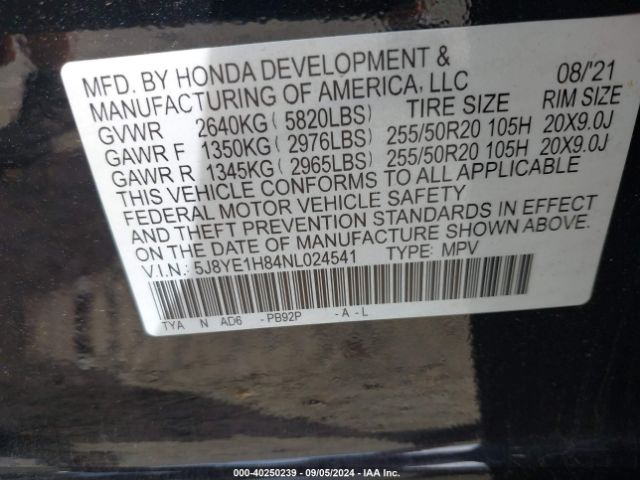 MFD. BY HONDA DEVELOPMENT & 08/'21
MANUFACTURING OF AMERICA, LLC
GVWR 2640KG ( 5820LBS) TIRE SIZE RIM SIZE
GAWR F 1350KG ( 2976LBS) 255/50R20 105H 20X9.0J
GAWR R 1345KG ( 2965LBS) 255/50R20 105H 20X9.0J
THIS VEHICLE CONFORMS TO ALL APPLICABLE
FEDERAL MOTOR VEHICLE SAFETY
AND THEFT PREVENTION STANDARDS IN EFFECT
ON THE DATE OF MANUFACTURE SHOWN ABOVE.
V.I.N.: 5J8YE1H84NL024541 TYPE: MPV
TYA N AD6 -PB92P -A-L
000-40250239 - 09/05/2024 - IAA Inc.